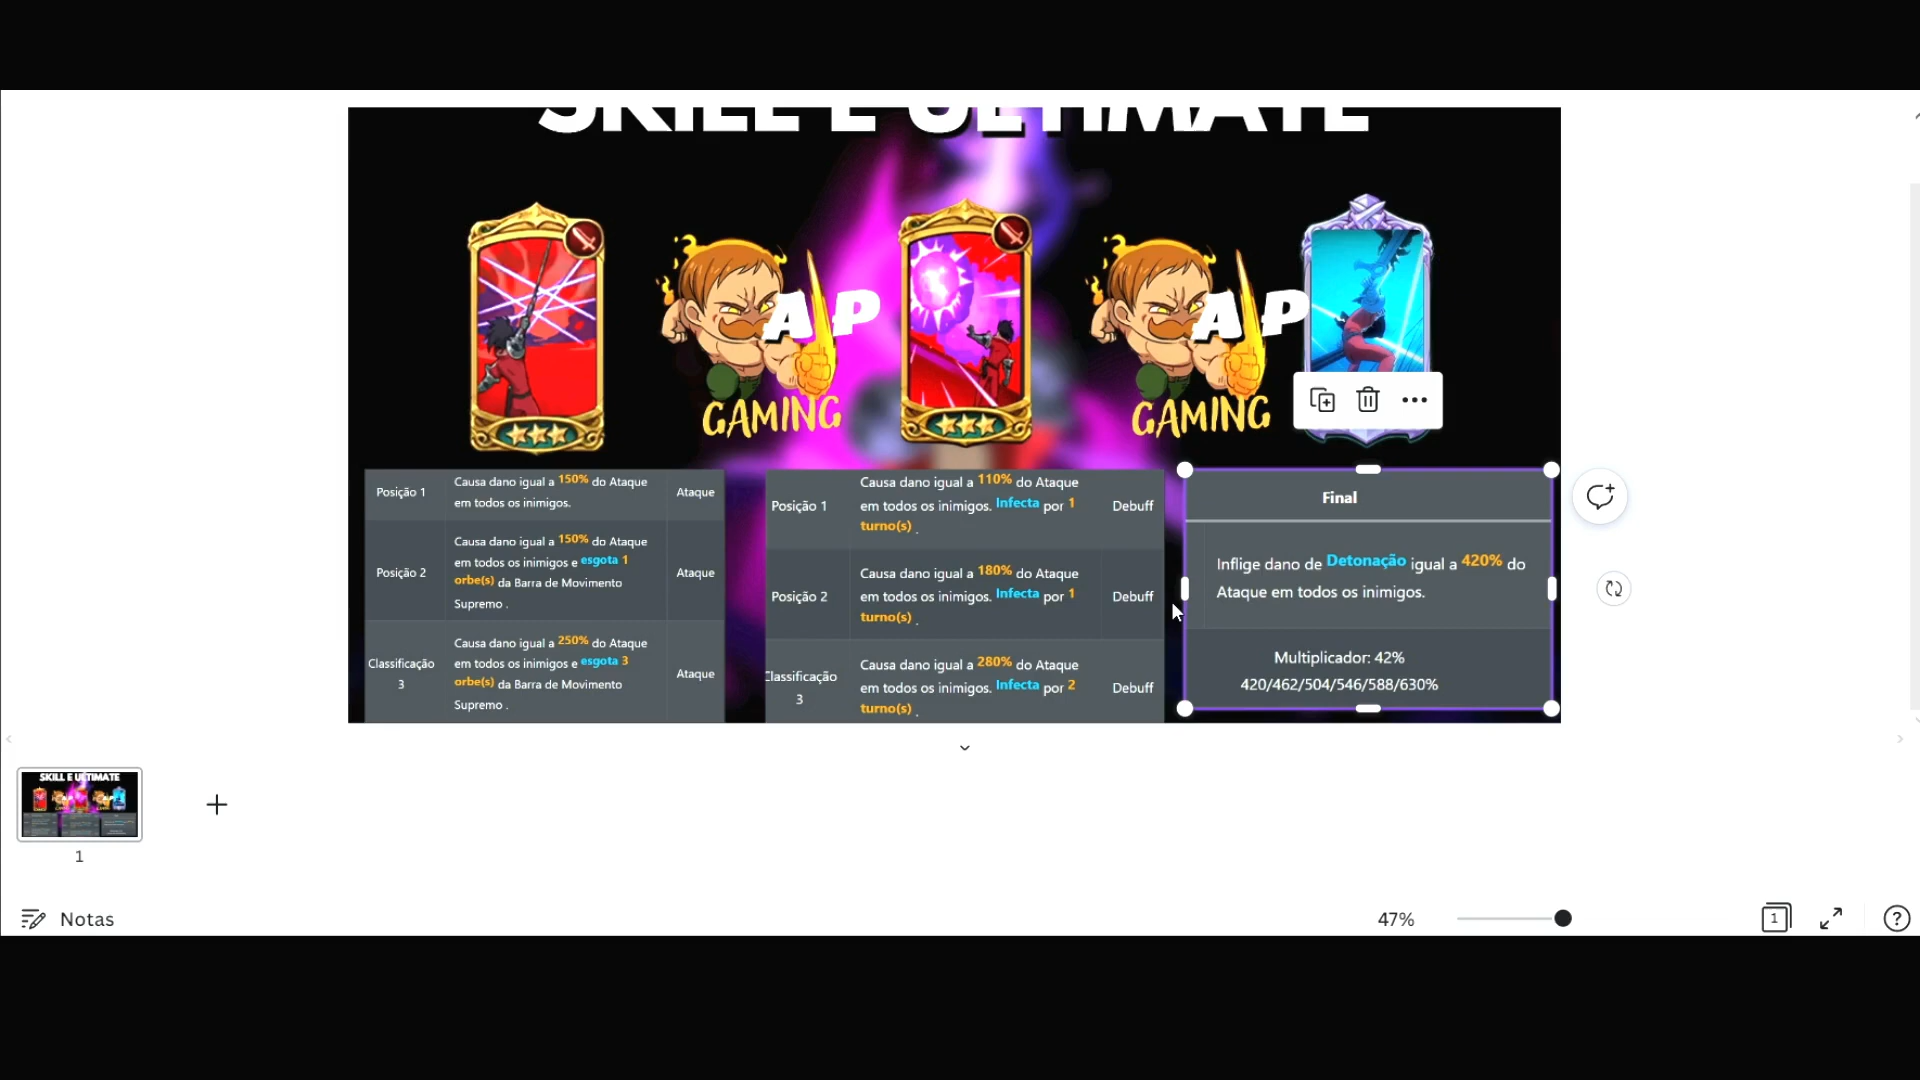 SKILL E ULTIMATE
AP
GAMING
AP
GAMING
Posição 1
Causa dano igual a 150% do Ataque
em todos os inimigos.
Ataque
Posição 2
Causa dano igual a 150% do Ataque
em todos os inimigos e esgota 1
orbe(s) da Barra de Movimento
Supremo .
Ataque
Classificação
3
Causa dano igual a 250% do Ataque
em todos os inimigos e esgota 3
orbe(s) da Barra de Movimento
Supremo .
Ataque
Posição 1
Causa dano igual a 110% do Ataque
em todos os inimigos. Infecta por 1
turno(s) .
Debuff
Posição 2
Causa dano igual a 180% do Ataque
em todos os inimigos. Infecta por 1
turno(s) .
Debuff
Classificação
3
Causa dano igual a 280% do Ataque
em todos os inimigos. Infecta por 2
turno(s) .
Debuff
Final
Inflige dano de Detonação igual a 420% do
Ataque em todos os inimigos.
Multiplicador: 42%
420/462/504/546/588/630%
SKILL E ULTIMATE
1
Notas
47%
1
?